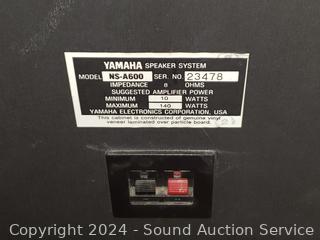 YAMAHA SPEAKER SYSTEM
MODEL NS-A600 SER. NO. 23478
IMPEDANCE 8 OHMS
SUGGESTED AMPLIFIER POWER
MINIMUM 10 WATTS
MAXIMUM 140 WATTS
YAMAHA ELECTRONICS CORPORATION, USA
This cabinet is constructed of genuine vinyl
veneer laminated over particle board.
Copyright 2024 - Sound Auction Service